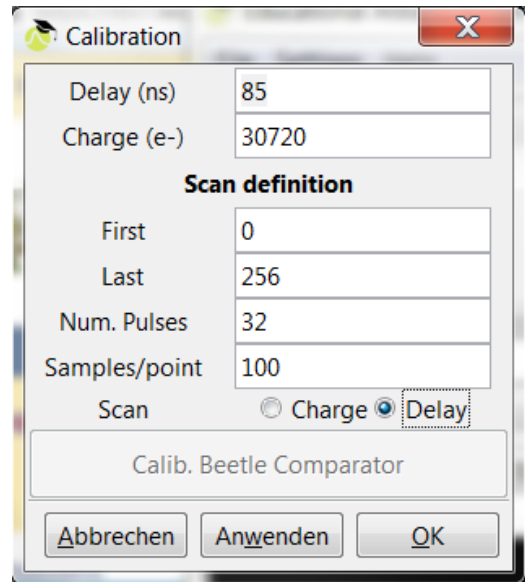 Calibration
Delay (ns) 85
Charge (e-) 30720
Scan definition
First 0
Last 256
Num. Pulses 32
Samples/point 100
Scan Charge Delay
Calib. Beetle Comparator
Abbrechen Anwenden OK